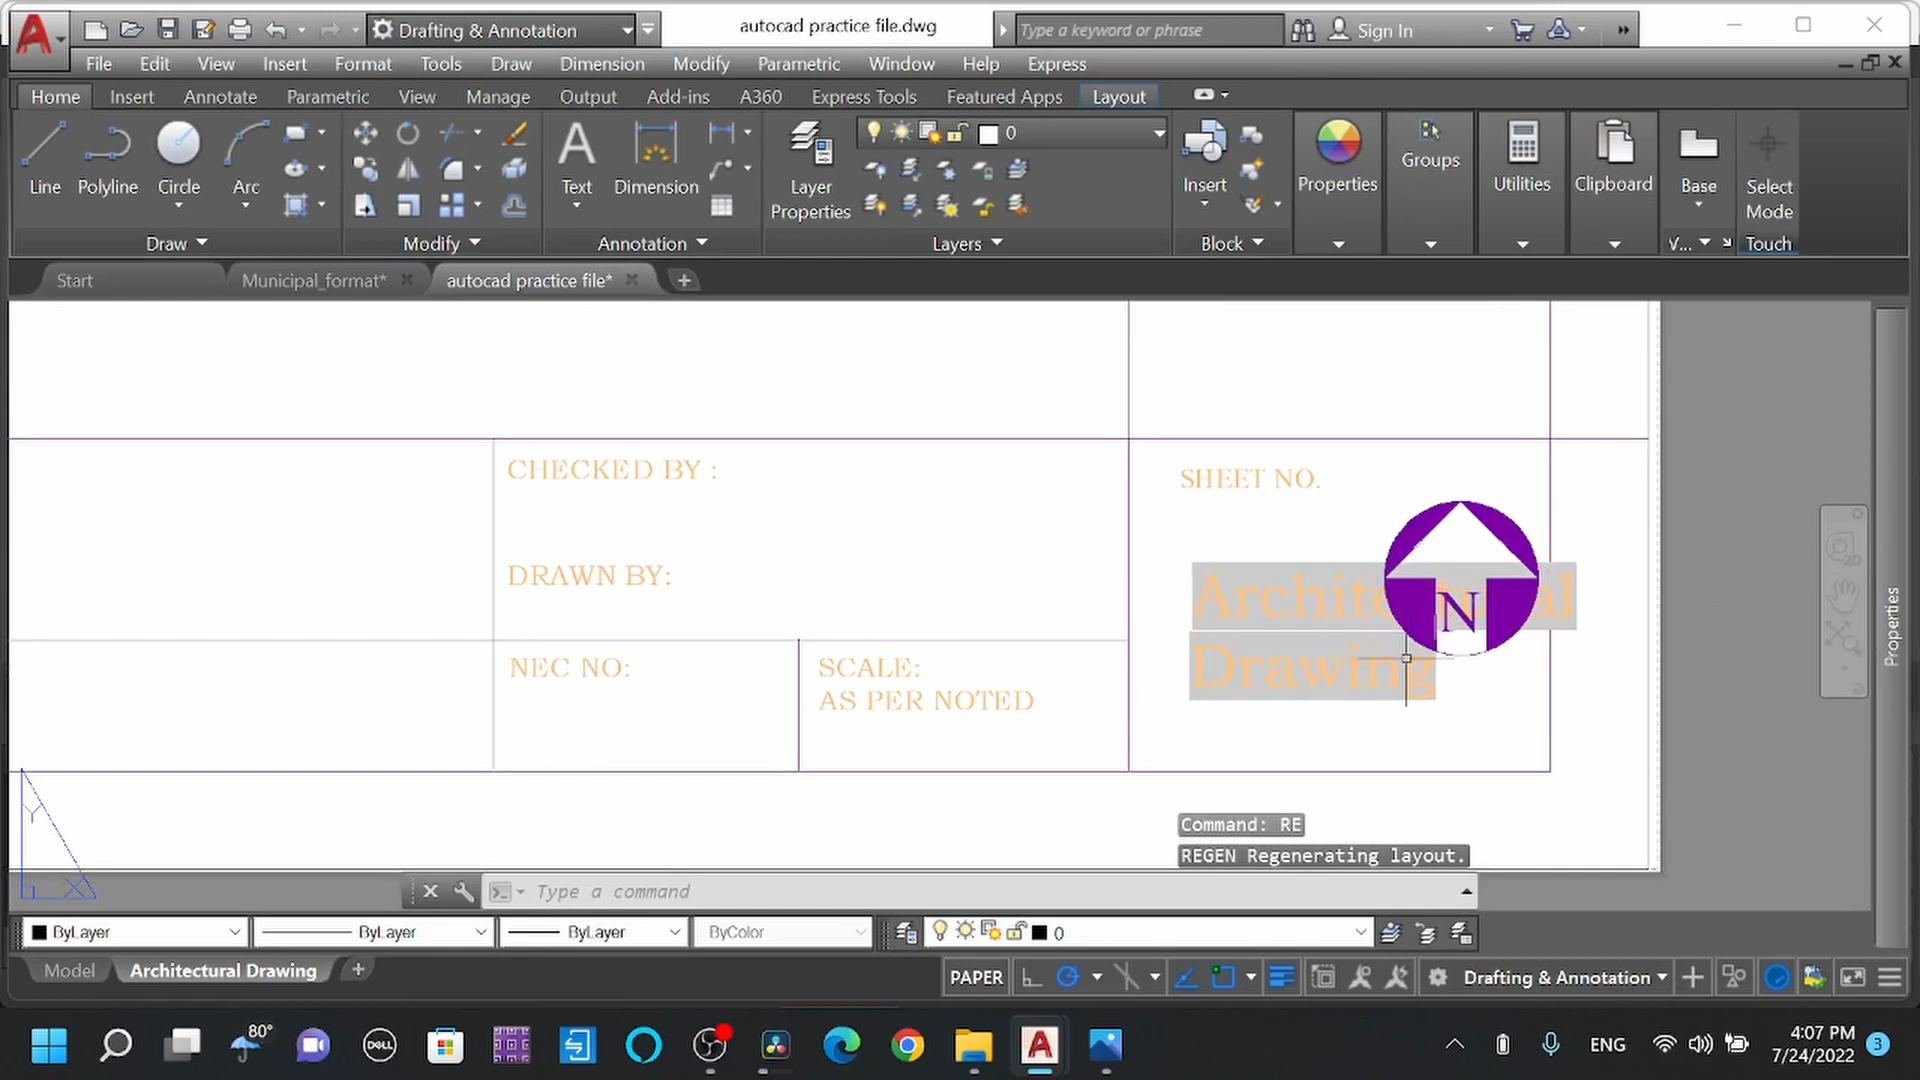 Drafting & Annotation
autocad practice file.dwg
Type a keyword or phrase
Sign In
File Edit View Insert Format Tools Draw Dimension Modify Parametric Window Help Express
Home Insert Annotate Parametric View Manage Output Add-ins A360 Express Tools Featured Apps Layout
0
Line Polyline Circle Arc
A
Text Dimension
Layer Properties
Insert
Properties
Groups
Utilities
Clipboard
Base
Select Mode
Draw Modify Annotation Layers Block V... Touch
Start Municipal_format* autocad practice file*
CHECKED BY :
SHEET NO.
DRAWN BY:
N
Drawing
NEC NO:
SCALE:
AS PER NOTED
Y
X
Command: RE
REGEN Regenerating layout.
Type a command
ByLayer ByLayer ByLayer ByColor 0
Model Architectural Drawing
PAPER Drafting & Annotation
Properties
80°
DELL
ENG
4:07 PM
7/24/2022
3